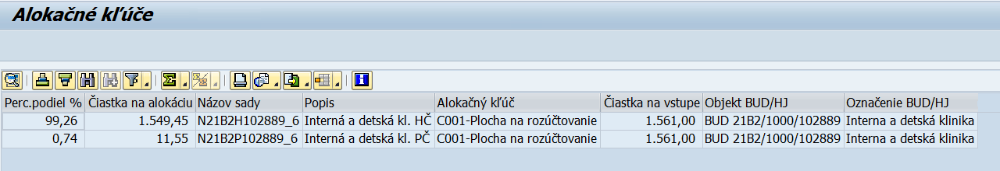 Alokačné kľúče
Perc.podiel % Čiastka na alokáciu Názov sady Popis Alokačný kľúč Čiastka na vstupe Objekt BUD/HJ Označenie BUD/HJ
99,26 1.549,45 N21B2H102889_6 Interná a detská kl. HČ C001-Plocha na rozúčtovanie 1.561,00 BUD 21B2/1000/102889 Interna a detská klinika
0,74 11,55 N21B2P102889_6 Interná a detská kl. PČ C001-Plocha na rozúčtovanie 1.561,00 BUD 21B2/1000/102889 Interna a detská klinika